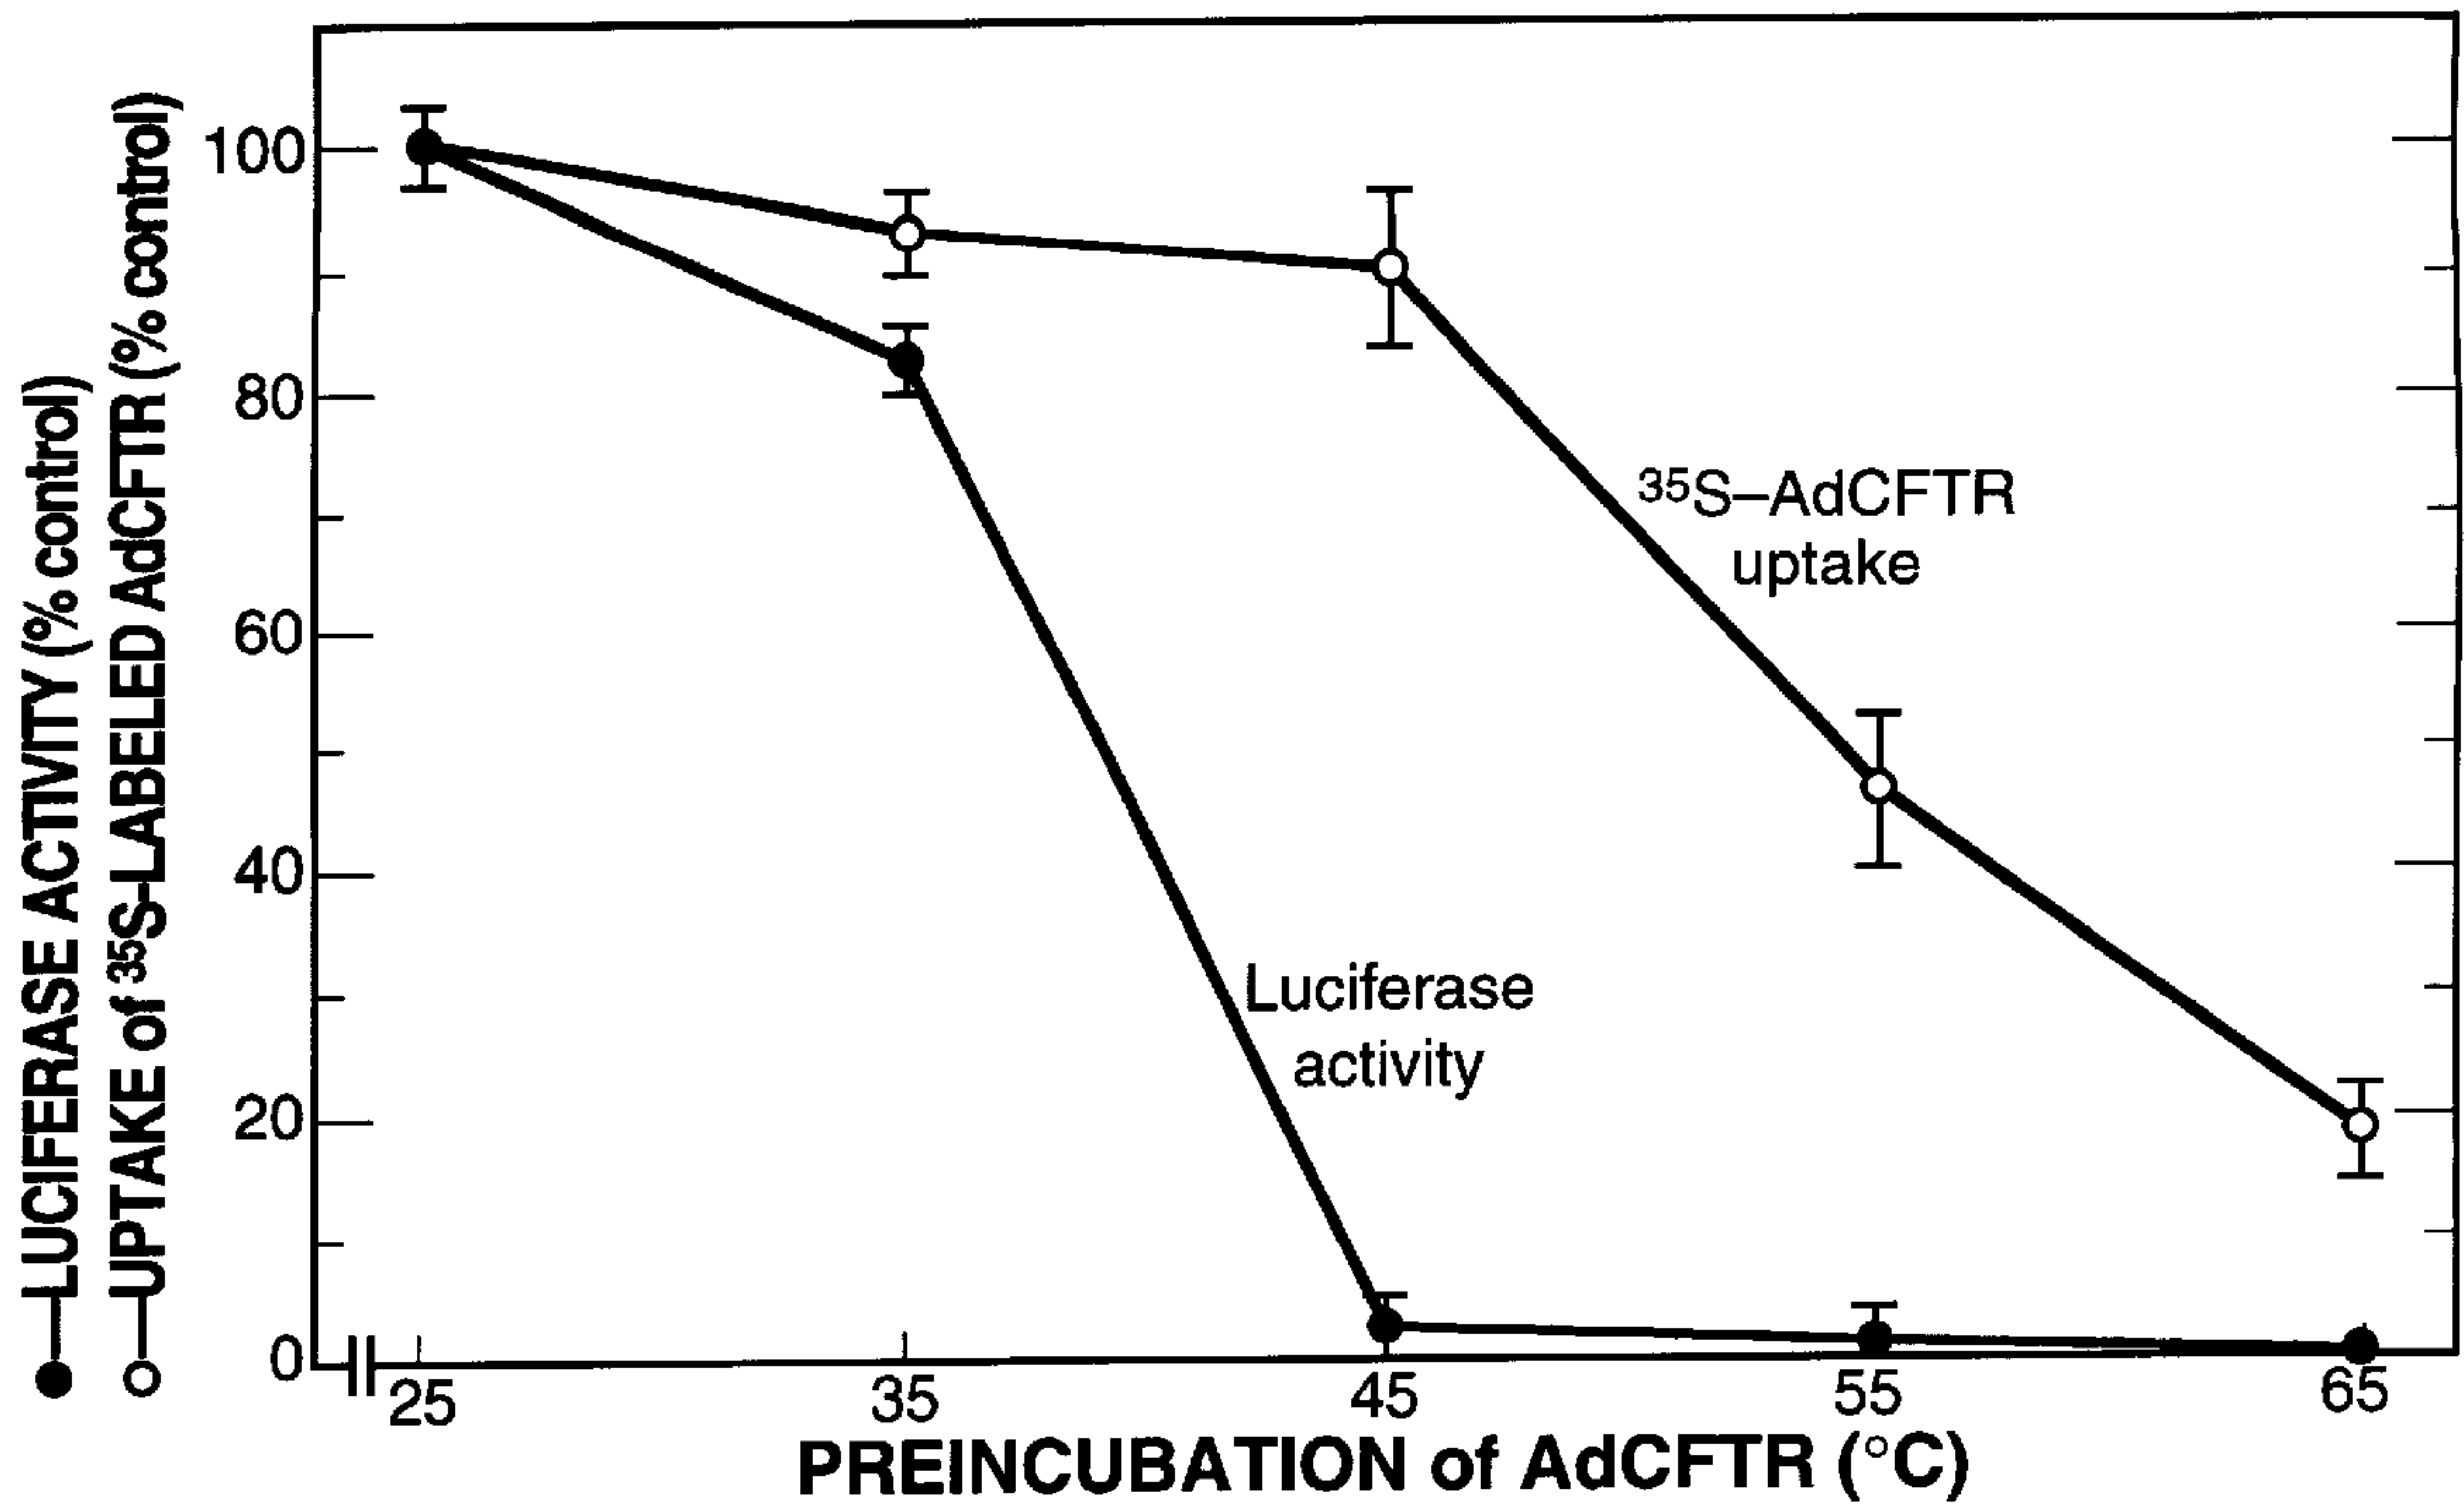 LUCIFERASE ACTIVITY (% control)
UPTAKE of ³⁵S-LABELED AdCFTR (% control)
100
80
60
40
20
0
³⁵S–AdCFTR
uptake
Luciferase
activity
25 35 45 55 65
PREINCUBATION of AdCFTR (°C)